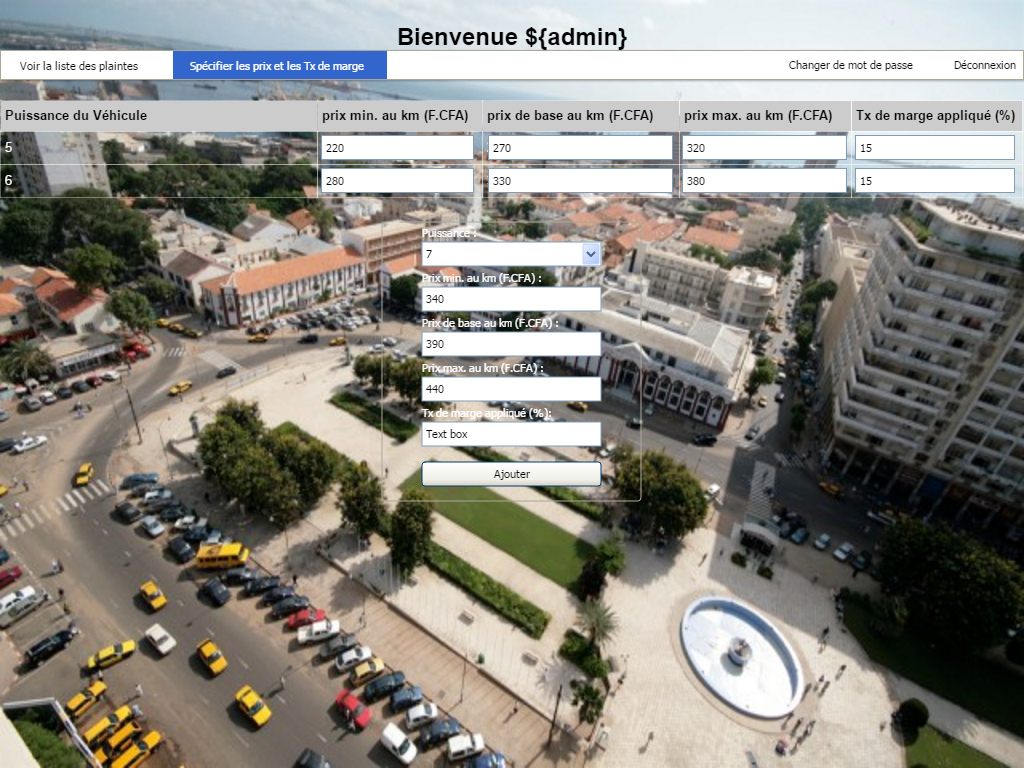 Bienvenue ${admin}
Voir la liste des plaintes Spécifier les prix et les Tx de marge Changer de mot de passe Déconnexion
Puissance du Véhicule prix min. au km (F.CFA) prix de base au km (F.CFA) prix max. au km (F.CFA) Tx de marge appliqué (%)
5 220 270 320 15
6 280 330 380 15
Puissance :
7
Prix min. au km (F.CFA) :
340
Prix de base au km (F.CFA) :
390
Prix max. au km (F.CFA) :
440
Tx de marge appliqué (%):
Text box
Ajouter